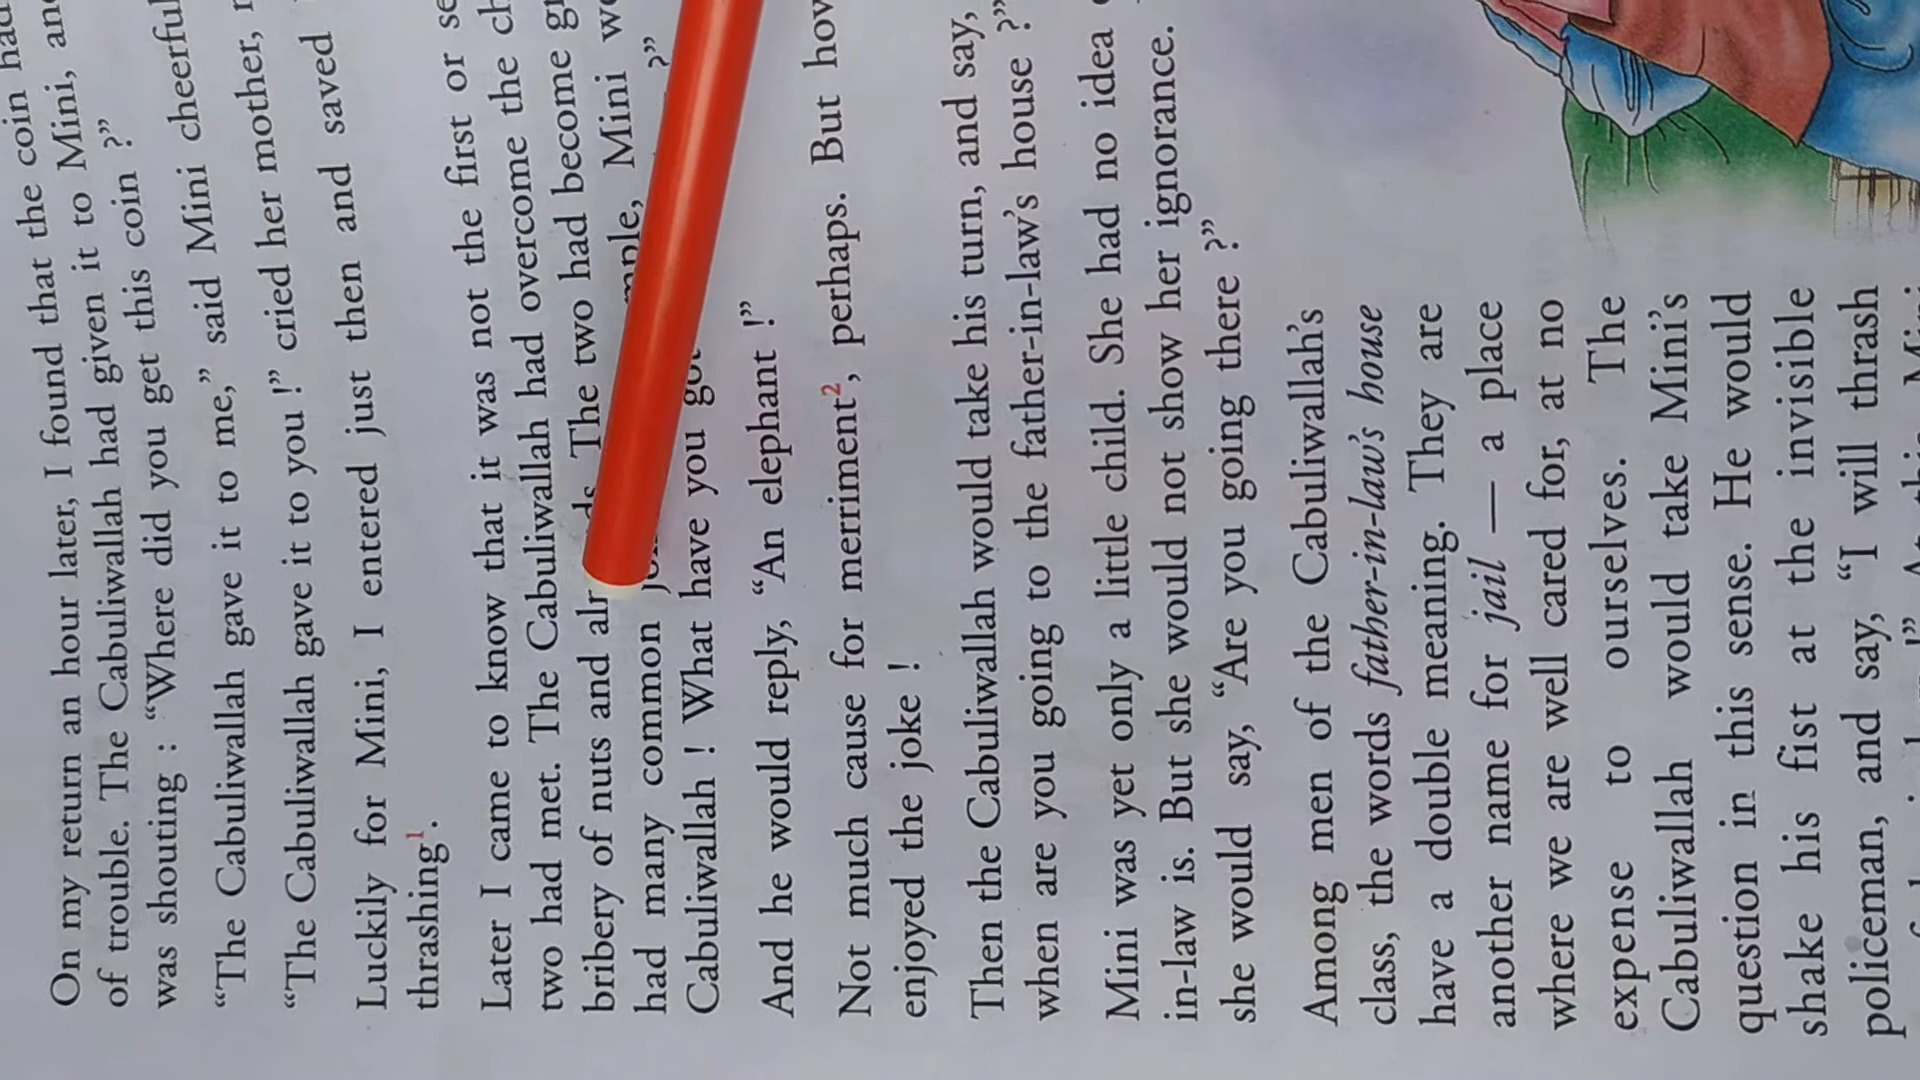 On my return an hour later, I found that the coin had
of trouble. The Cabuliwallah had given it to Mini, and
was shouting : “Where did you get this coin ?”
“The Cabuliwallah gave it to me,” said Mini cheerful
“The Cabuliwallah gave it to you !” cried her mother,
Luckily for Mini, I entered just then and saved
thrashing1.
Later I came to know that it was not the first or
two had met. The Cabuliwallah had overcome the
bribery of nuts and The two had become
had many common Mini
Cabuliwallah ! What have you ?”
And he would reply, “An elephant !”
Not much cause for merriment2, perhaps. But how
enjoyed the joke !
Then the Cabuliwallah would take his turn, and say,
when are you going to the father-in-law's house ?”
Mini was yet only a little child. She had no idea
in-law is. But she would not show her ignorance.
she would say, “Are you going there ?”
Among men of the Cabuliwallah's
class, the words father-in-law's house
have a double meaning. They are
another name for jail — a place
where we are well cared for, at no
expense to ourselves. The
Cabuliwallah would take Mini's
question in this sense. He would
shake his fist at the invisible
policeman, and say, “I will thrash